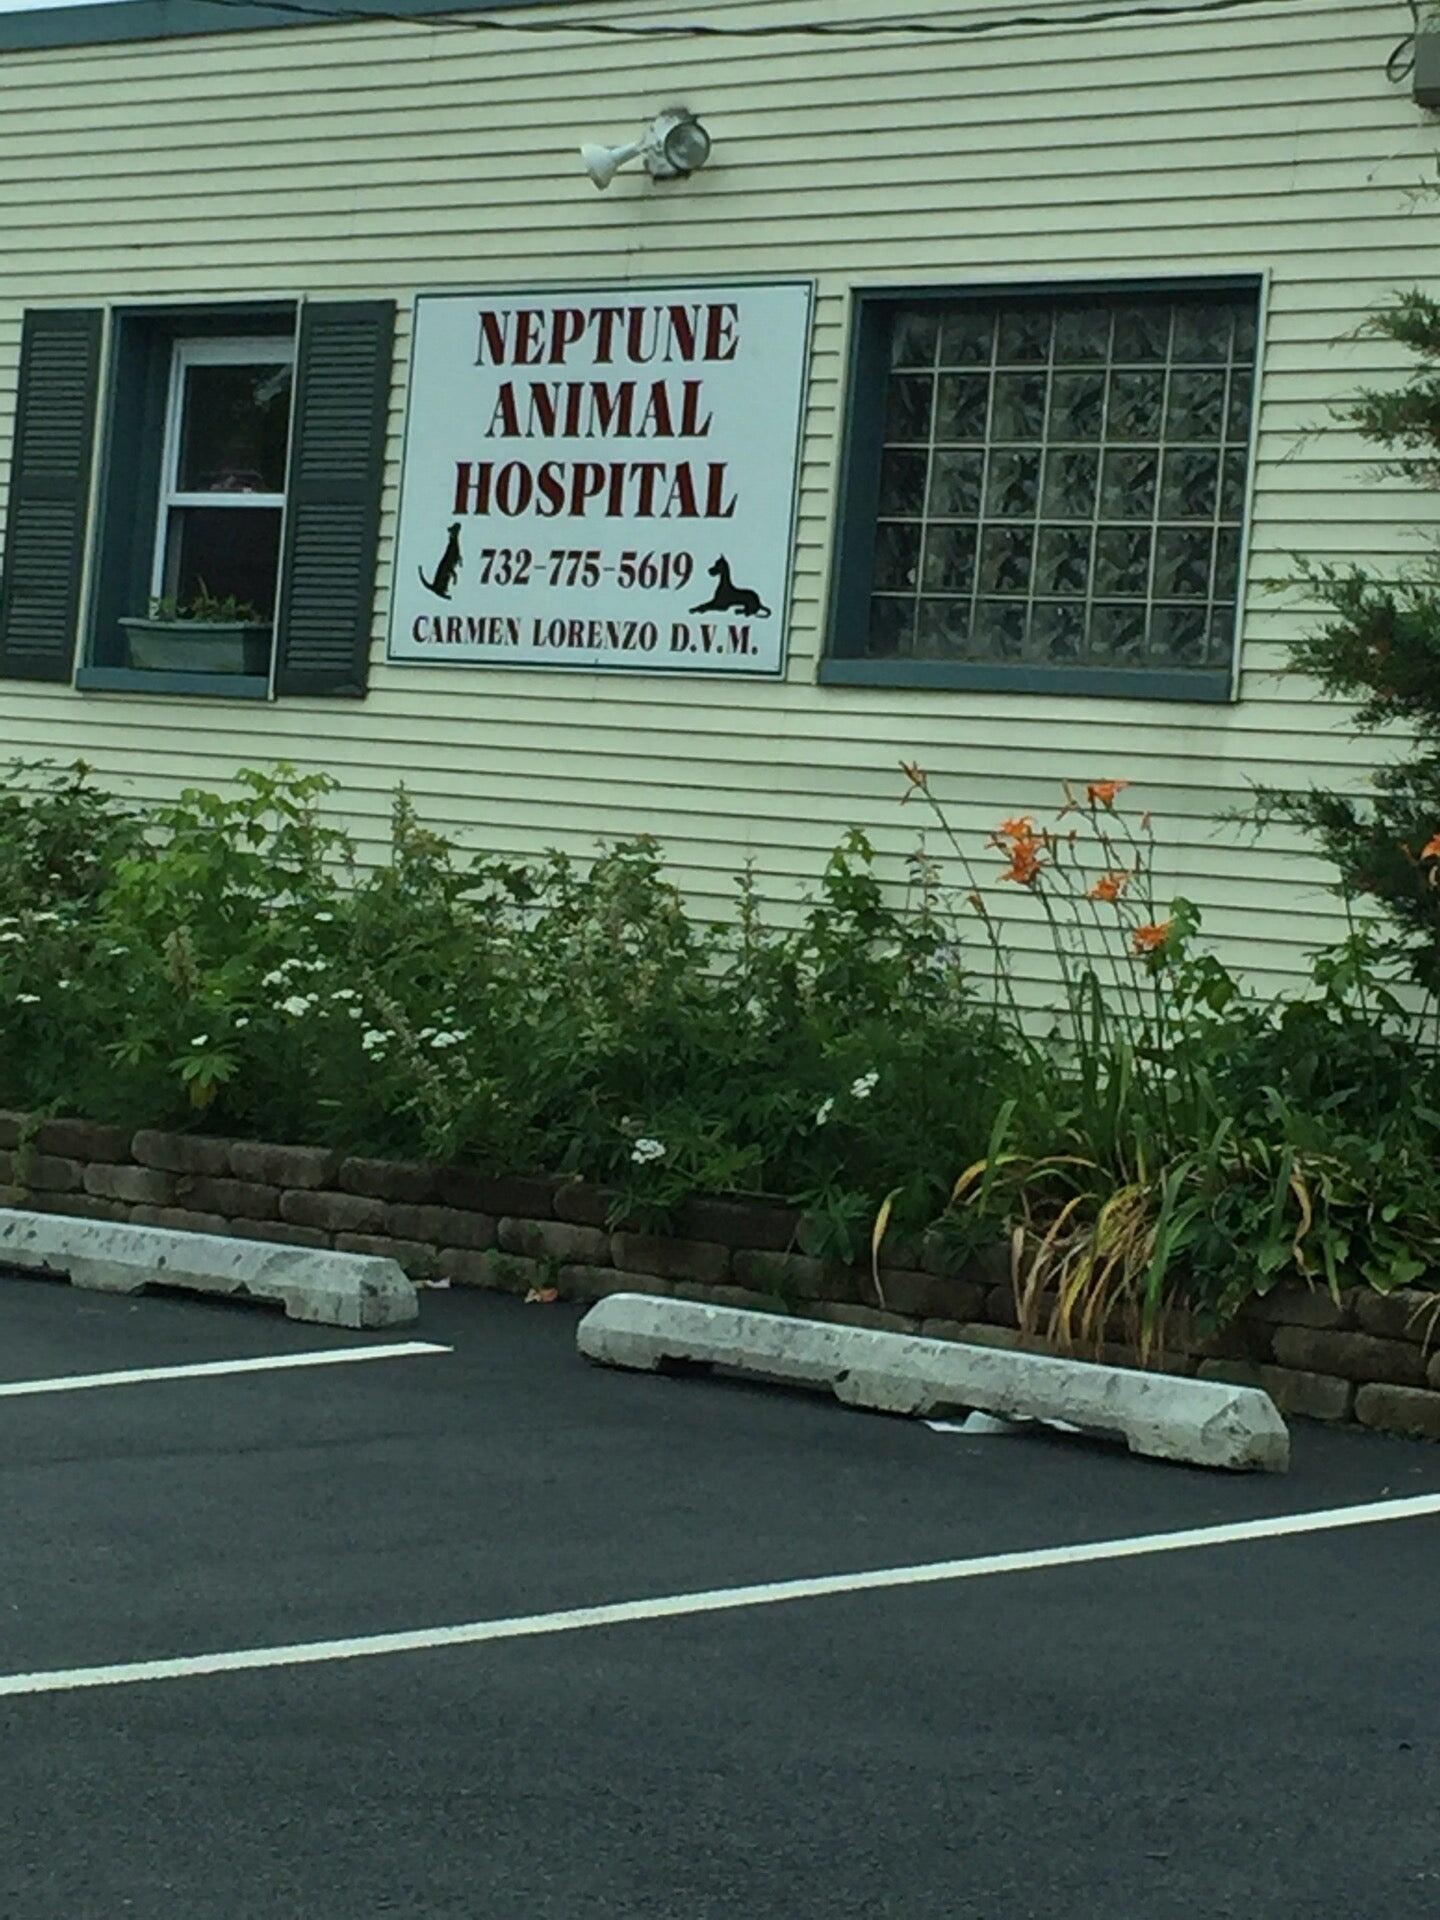 NEPTUNE
ANIMAL
HOSPITAL
732-775-5619
CARMEN LORENZO D.V.M.